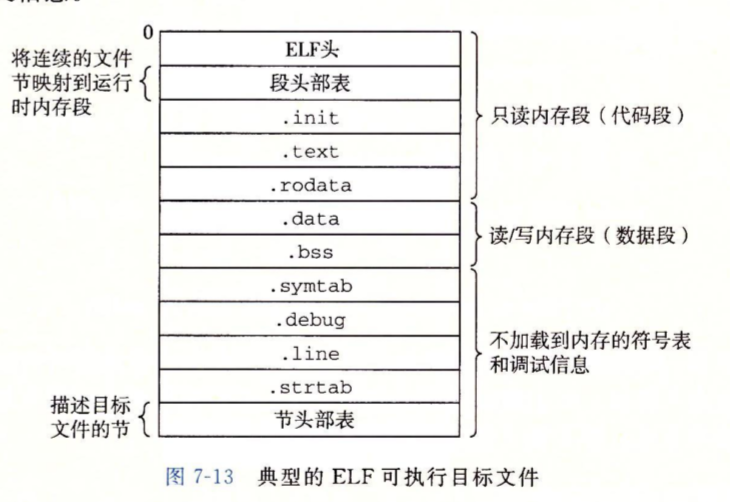 0
ELF头
将连续的文件
节映射到运行
时内存段
段头部表
.init
.text
.rodata
只读内存段(代码段)
.data
.bss
读/写内存段(数据段)
.symtab
.debug
.line
.strtab
不加载到内存的符号表
和调试信息
描述目标
文件的节
节头部表
图 7-13 典型的 ELF 可执行目标文件